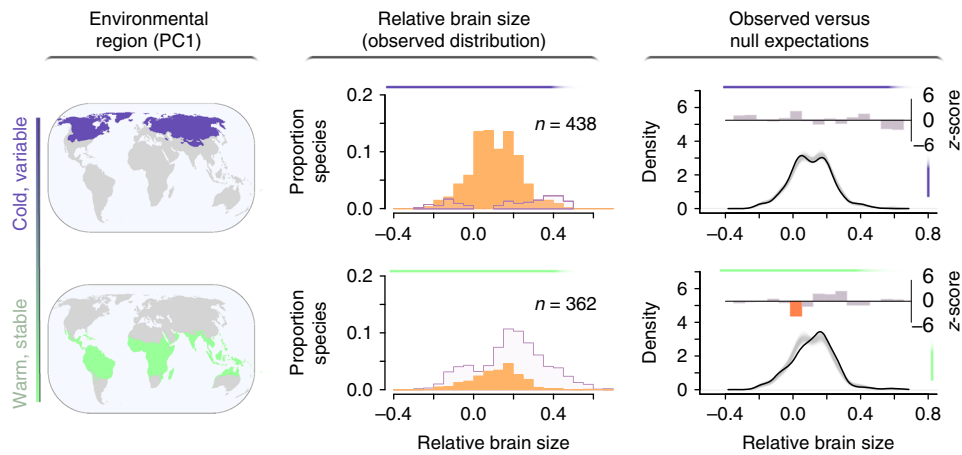 Environmental
region (PC1)
Relative brain size
(observed distribution)
Observed versus
null expectations
Cold, variable
Warm, stable
Proportion
species
0.2
0.1
0.0
n = 438
−0.4
0.0
0.4
Density
6
4
2
0
6
0
−6
z-score
−0.4
0.0
0.4
0.8
Proportion
species
0.2
0.1
0.0
n = 362
−0.4
0.0
0.4
Relative brain size
Density
6
4
2
0
6
0
−6
z-score
−0.4
0.0
0.4
0.8
Relative brain size